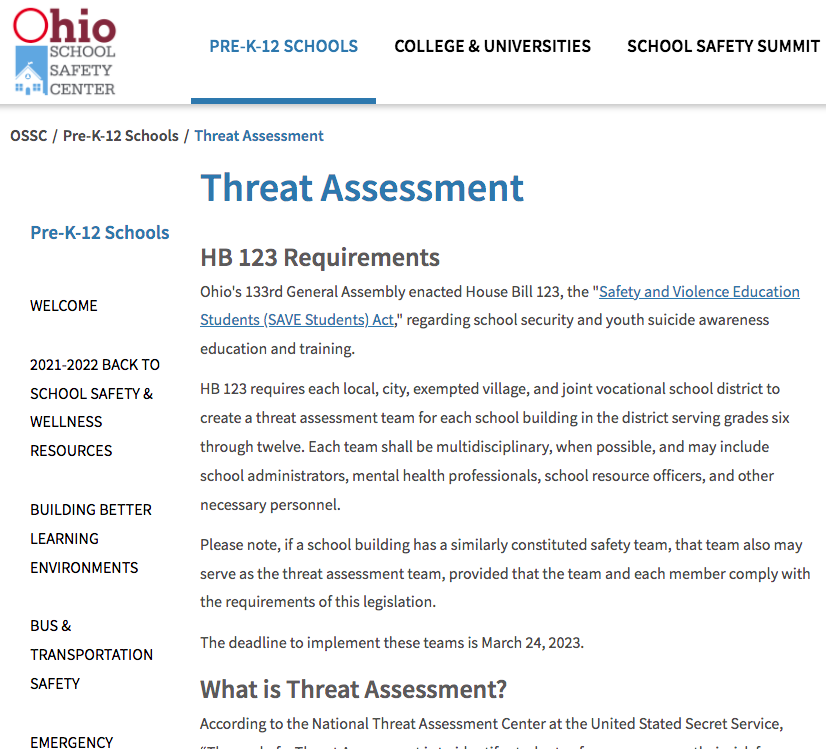 Ohio
SCHOOL
SAFETY
CENTER
PRE-K-12 SCHOOLS
COLLEGE & UNIVERSITIES
SCHOOL SAFETY SUMMIT
OSSC / Pre-K-12 Schools / Threat Assessment
Pre-K-12 Schools
WELCOME
2021-2022 BACK TO
SCHOOL SAFETY &
WELLNESS
RESOURCES
BUILDING BETTER
LEARNING
ENVIRONMENTS
BUS &
TRANSPORTATION
SAFETY
EMERGENCY
Threat Assessment
HB 123 Requirements
Ohio's 133rd General Assembly enacted House Bill 123, the "Safety and Violence Education
Students (SAVE Students) Act," regarding school security and youth suicide awareness
education and training.
HB 123 requires each local, city, exempted village, and joint vocational school district to
create a threat assessment team for each school building in the district serving grades six
through twelve. Each team shall be multidisciplinary, when possible, and may include
school administrators, mental health professionals, school resource officers, and other
necessary personnel.
Please note, if a school building has a similarly constituted safety team, that team also may
serve as the threat assessment team, provided that the team and each member comply with
the requirements of this legislation.
The deadline to implement these teams is March 24, 2023.
What is Threat Assessment?
According to the National Threat Assessment Center at the United Stated Secret Service,